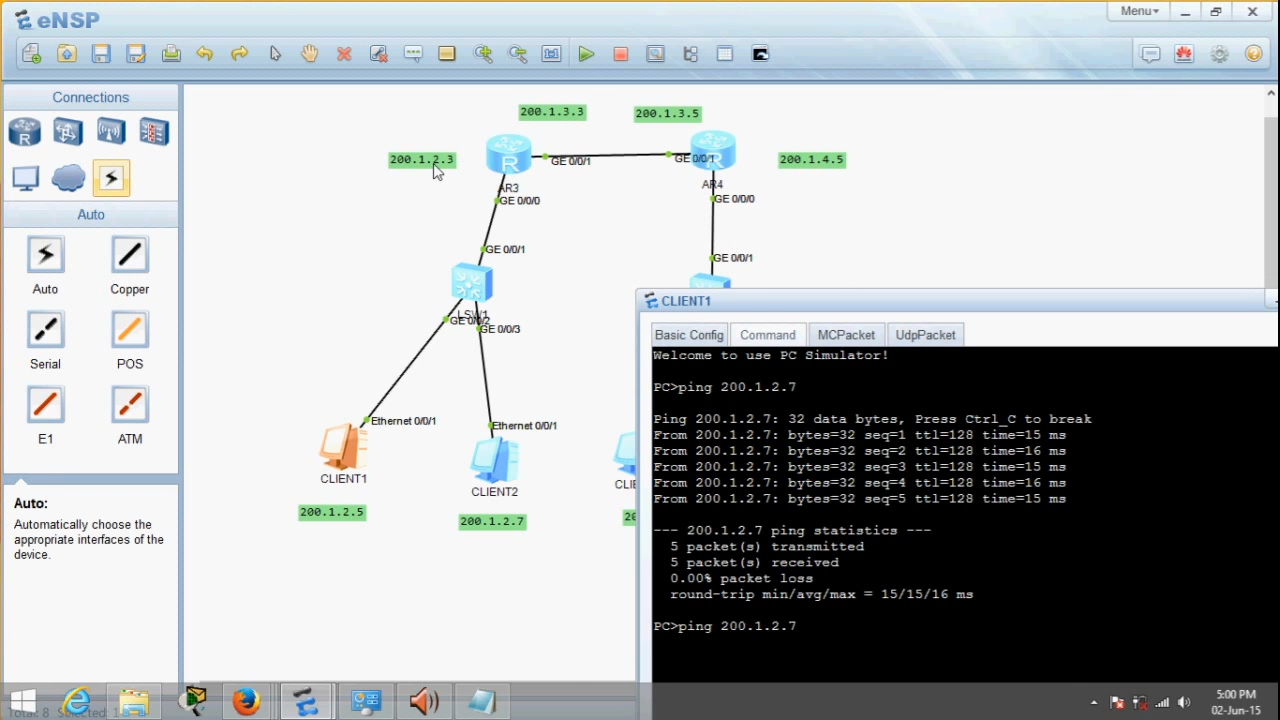 eNSP
Menu
Connections
Auto
Auto
Copper
Serial
POS
E1
ATM
Auto:
Automatically choose the
appropriate interfaces of the
device.
200.1.3.3
200.1.3.5
200.1.2.3
200.1.4.5
R
R
GE 0/0/1
GE 0/0/1
AR3
AR4
GE 0/0/0
GE 0/0/0
GE 0/0/1
GE 0/0/1
LSW1
GE 0/0/2
GE 0/0/3
Ethernet 0/0/1
Ethernet 0/0/1
CLIENT1
CLIENT2
200.1.2.5
200.1.2.7
CLIENT1
Basic Config
Command
MCPacket
UdpPacket
Welcome to use PC Simulator!
PC>ping 200.1.2.7
Ping 200.1.2.7: 32 data bytes, Press Ctrl_C to break
From 200.1.2.7: bytes=32 seq=1 ttl=128 time=15 ms
From 200.1.2.7: bytes=32 seq=2 ttl=128 time=16 ms
From 200.1.2.7: bytes=32 seq=3 ttl=128 time=15 ms
From 200.1.2.7: bytes=32 seq=4 ttl=128 time=16 ms
From 200.1.2.7: bytes=32 seq=5 ttl=128 time=15 ms
--- 200.1.2.7 ping statistics ---
5 packet(s) transmitted
5 packet(s) received
0.00% packet loss
round-trip min/avg/max = 15/15/16 ms
PC>ping 200.1.2.7
Total: 8 Selected: 1
5:00 PM
02-Jun-15